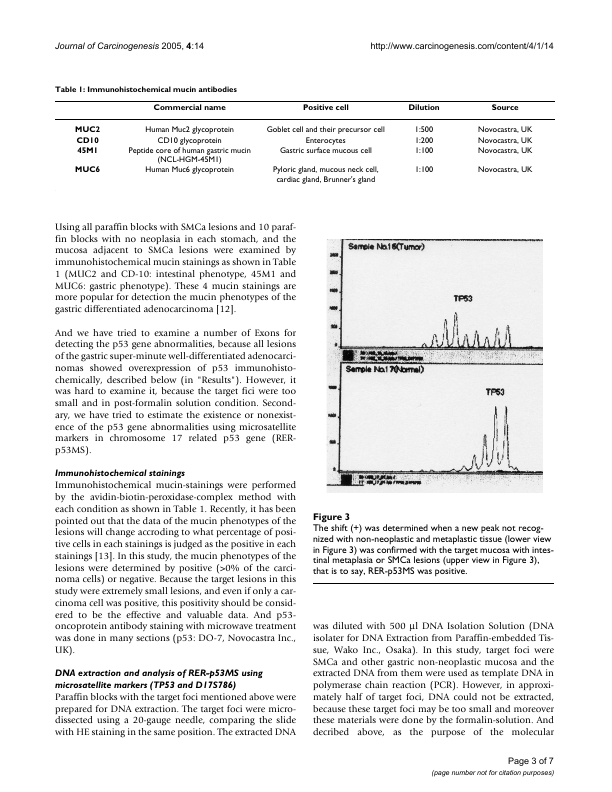 Journal of Carcinogenesis 2005, 4:14
http://www.carcinogenesis.com/content/4/1/14
Table 1: Immunohistochemical mucin antibodies
Commercial name Positive cell Dilution Source
MUC2 Human Muc2 glycoprotein Goblet cell and their precursor cell 1:500 Novocastra, UK
CD10 CD10 glycoprotein Enterocytes 1:200 Novocastra, UK
45M1 Peptide core of human gastric mucin Gastric surface mucous cell 1:100 Novocastra, UK
(NCL-HGM-45M1)
MUC6 Human Muc6 glycoprotein Pyloric gland, mucous neck cell, 1:100 Novocastra, UK
cardiac gland, Brunner's gland
Using all paraffin blocks with SMCa lesions and 10 paraf-
fin blocks with no neoplasia in each stomach, and the
mucosa adjacent to SMCa lesions were examined by
immunohistochemical mucin stainings as shown in Table
1 (MUC2 and CD-10: intestinal phenotype, 45M1 and
MUC6: gastric phenotype). These 4 mucin stainings are
more popular for detection the mucin phenotypes of the
gastric differentiated adenocarcinoma [12].
And we have tried to examine a number of Exons for
detecting the p53 gene abnormalities, because all lesions
of the gastric super-minute well-differentiated adenocarci-
nomas showed overexpression of p53 immunohisto-
chemically, described below (in "Results"). However, it
was hard to examine it, because the target fici were too
small and in post-formalin solution condition. Second-
ary, we have tried to estimate the existence or nonexist-
ence of the p53 gene abnormalities using microsatellite
markers in chromosome 17 related p53 gene (RER-
p53MS).
Immunohistochemical stainings
Immunohistochemical mucin-stainings were performed
by the avidin-biotin-peroxidase-complex method with
each condition as shown in Table 1. Recently, it has been
pointed out that the data of the mucin phenotypes of the
lesions will change accroding to what percentage of posi-
tive cells in each stainings is judged as the positive in each
stainings [13]. In this study, the mucin phenotypes of the
lesions were determined by positive (>0% of the carci-
noma cells) or negative. Because the target lesions in this
study were extremely small lesions, and even if only a car-
cinoma cell was positive, this positivity should be consid-
ered to be the effective and valuable data. And p53-
oncoprotein antibody staining with microwave treatment
was done in many sections (p53: DO-7, Novocastra Inc.,
UK).
DNA extraction and analysis of RER-p53MS using
microsatellite markers (TP53 and D17S786)
Paraffin blocks with the target foci mentioned above were
prepared for DNA extraction. The target foci were micro-
dissected using a 20-gauge needle, comparing the slide
with HE staining in the same position. The extracted DNA
Sample No.16(Tumor)
TP53
Sample No.17(Normal)
TP53
Figure 3
The shift (+) was determined when a new peak not recog-
nized with non-neoplastic and metaplastic tissue (lower view
in Figure 3) was confirmed with the target mucosa with intes-
tinal metaplasia or SMCa lesions (upper view in Figure 3),
that is to say, RER-p53MS was positive.
was diluted with 500 μl DNA Isolation Solution (DNA
isolater for DNA Extraction from Paraffin-embedded Tis-
sue, Wako Inc., Osaka). In this study, target foci were
SMCa and other gastric non-neoplastic mucosa and the
extracted DNA from them were used as template DNA in
polymerase chain reaction (PCR). However, in approxi-
mately half of target foci, DNA could not be extracted,
because these target foci may be too small and moreover
these materials were done by the formalin-solution. And
decribed above, as the purpose of the molecular
Page 3 of 7
(page number not for citation purposes)